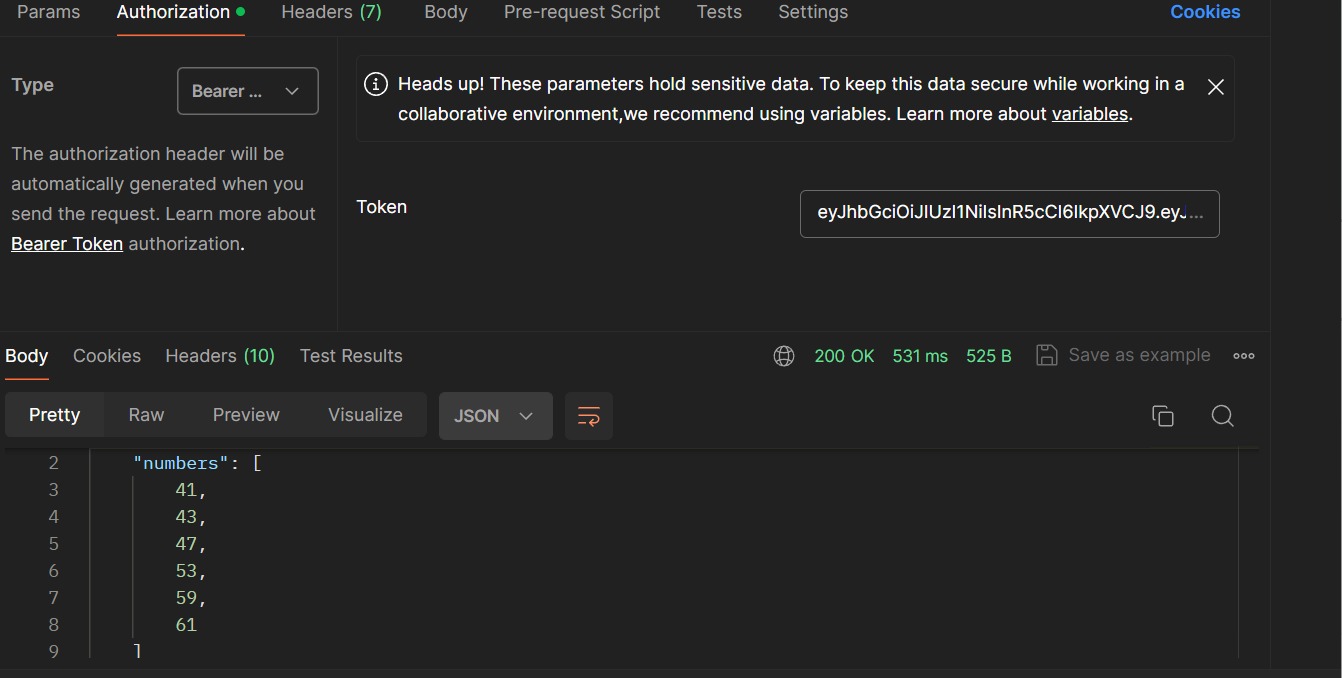 Params Authorization Headers (7) Body Pre-request Script Tests Settings Cookies
Type
Bearer ...
The authorization header will be
automatically generated when you
send the request. Learn more about
Bearer Token authorization.
Heads up! These parameters hold sensitive data. To keep this data secure while working in a
collaborative environment,we recommend using variables. Learn more about variables.
Token
eyJhbGciOiJIUzI1NiIsInR5cCI6IkpXVCJ9.eyJ...
Body Cookies Headers (10) Test Results 200 OK 531 ms 525 B Save as example
Pretty Raw Preview Visualize JSON
2 "numbers": [
3 41,
4 43,
5 47,
6 53,
7 59,
8 61
9 ]